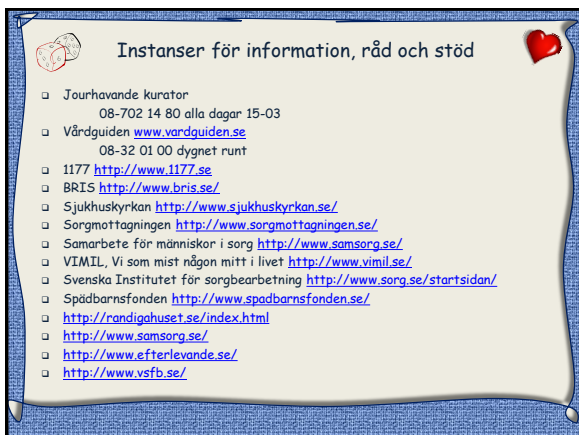 Instanser för information, råd och stöd
Jourhavande kurator
08-702 14 80 alla dagar 15-03
Vårdguiden www.vardguiden.se
08-32 01 00 dygnet runt
1177 http://www.1177.se
BRIS http://www.bris.se/
Sjukhuskyrkan http://www.sjukhuskyrkan.se/
Sorgmottagningen http://www.sorgmottagningen.se/
Samarbete för människor i sorg http://www.samsorg.se/
VIMIL, Vi som mist någon mitt i livet http://www.vimil.se/
Svenska Institutet för sorgbearbetning http://www.sorg.se/startsidan/
Spädbarnsfonden http://www.spadbarnsfonden.se/
http://randigahuset.se/index.html
http://www.samsorg.se/
http://www.efterlevande.se/
http://www.vsfb.se/